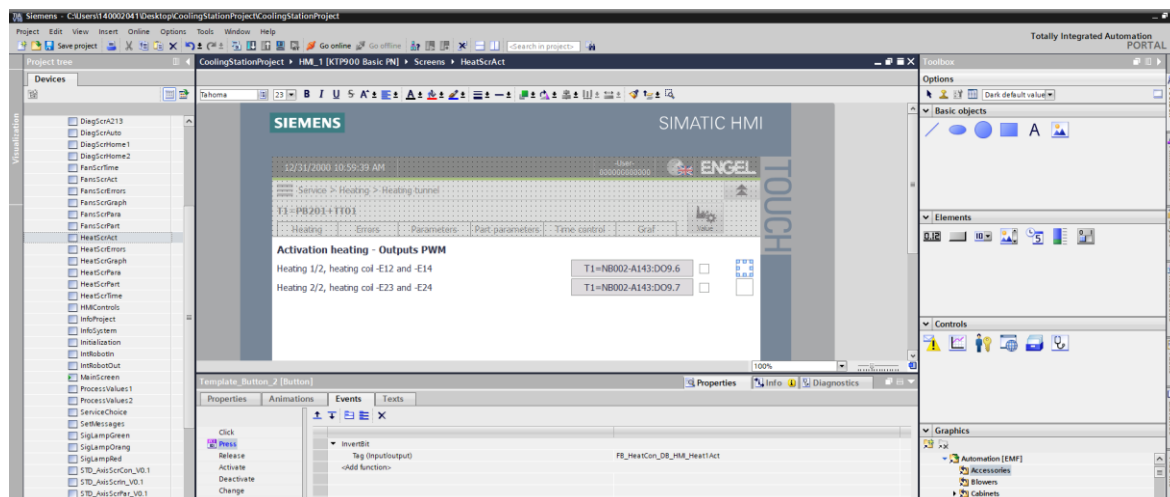 Siemens - C:\Users\140002041\Desktop\CoolingStationProject\CoolingStationProject
Project Edit View Insert Online Options Tools Window Help
Totally Integrated Automation
PORTAL
Save project Go online Go offline <Search in project>
Project tree
CoolingStationProject ▸ HMI_1 [KTP900 Basic PN] ▸ Screens ▸ HeatScrAct
Toolbox
Devices
Options
Tahoma 23 B I U S
Dark default value
Visualization
Basic objects
DiagScrA213
DiagScrAuto
DiagScrHome1
DiagScrHome2
FanScrTime
FansScrAct
FansScrErrors
FansScrGraph
FansScrPara
FansScrPart
HeatScrAct
HeatScrErrors
HeatScrGraph
HeatScrPara
HeatScrPart
HeatScrTime
HMIControls
InfoProject
InfoSystem
Initialization
IntRobotIn
IntRobotOut
MainScreen
ProcessValues1
ProcessValues2
ServiceChoice
SetMessages
SigLampGreen
SigLampOreng
SigLampRed
STD_AxisScrCon_V0.1
STD_AxisScrIn_V0.1
STD_AxisScrPar_V0.1
SIEMENS
SIMATIC HMI
TOUCH
12/31/2000 10:59:39 AM
-User-
ENGEL
Service > Heating > Heating tunnel
T1=PB201+TT01
Heating Errors Parameters Part parameters Time control Graf Value
Activation heating - Outputs PWM
Heating 1/2, heating coil -E12 and -E14 T1=NB002-A143:DO9.6
Heating 2/2, heating coil -E23 and -E24 T1=NB002-A143:DO9.7
100%
Elements
Controls
Graphics
Automation [EMF]
Accessories
Blowers
Cabinets
Template_Button_2 [Button]
Properties Info Diagnostics
Properties Animations Events Texts
Click
Press
Release
Activate
Deactivate
Change
InvertBit
Tag (Input/output) FB_HeatCon_DB_HMI_Heat1Act
<Add function>